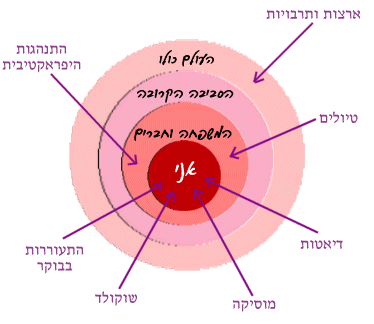 ארצות ותרבויות
העולם כולו
התנהגות
היפראקטיבית
הסביבה הקרובה
טיולים
המשפחה וחברים
אני
דיאטות
התעוררות
בבוקר
שוקולד
מוסיקה